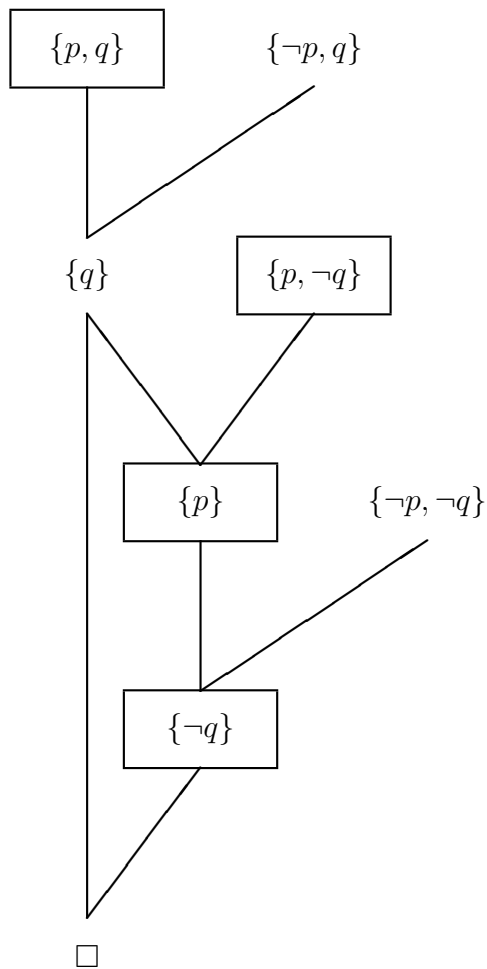 {p, q} {¬p, q}
{q} {p, ¬q}
{p} {¬p, ¬q}
{¬q}
□